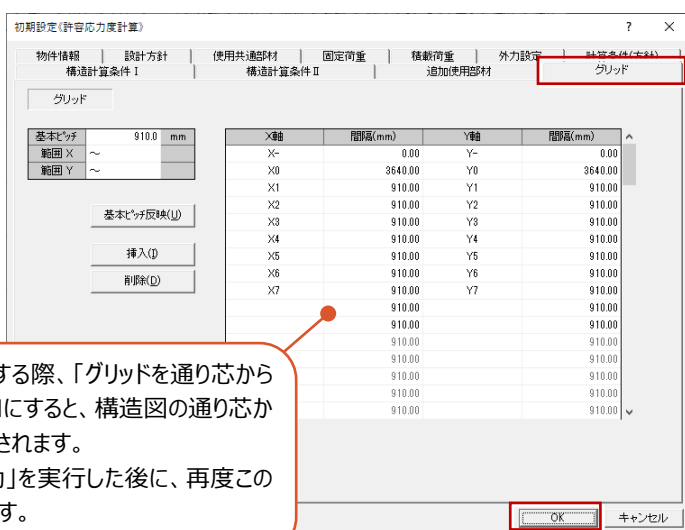 初期設定《許容応力度計算》 ? ×
物件情報 設計方針 使用共通部材 固定荷重 積載荷重 外力設定 計算条件(方針)
構造計算条件Ⅰ 構造計算条件Ⅱ 追加使用部材 グリッド
グリッド
基本ピッチ 910.0 mm
範囲 X ～
範囲 Y ～
基本ピッチ反映(U)
挿入(I)
削除(D)
X軸 間隔(mm) Y軸 間隔(mm)
X- 0.00 Y- 0.00
X0 3640.00 Y0 3640.00
X1 910.00 Y1 910.00
X2 910.00 Y2 910.00
X3 910.00 Y3 910.00
X4 910.00 Y4 910.00
X5 910.00 Y5 910.00
X6 910.00 Y6 910.00
X7 910.00 Y7 910.00
910.00 910.00
910.00 910.00
910.00 910.00
910.00 910.00
910.00 910.00
910.00 910.00
910.00 910.00
する際、「グリッドを通り芯から
にすると、構造図の通り芯か
されます。
」を実行した後に、再度この
す。
OK キャンセル